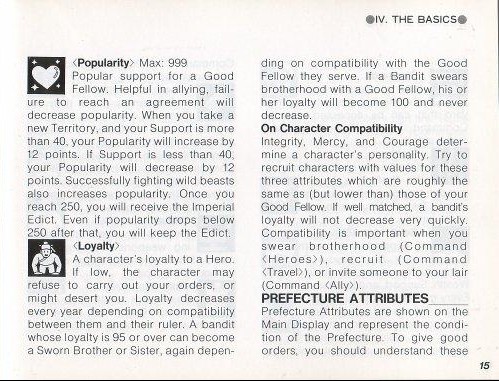 ●IV. THE BASICS●
〈Popularity〉 Max: 999
Popular support for a Good
Fellow. Helpful in allying, fail-
ure to reach an agreement will
decrease popularity. When you take a
new Territory, and your Support is more
than 40, your Popularity will increase by
12 points. If Support is less than 40,
your Popularity will decrease by 12
points. Successfully fighting wild beasts
also increases popularity. Once you
reach 250, you will receive the Imperial
Edict. Even if popularity drops below
250 after that, you will keep the Edict.
〈Loyalty〉
A character's loyalty to a Hero.
If low, the character may
refuse to carry out your orders, or
might desert you. Loyalty decreases
every year depending on compatibility
between them and their ruler. A bandit
whose loyalty is 95 or over can become
a Sworn Brother or Sister, again depen-
ding on compatibility with the Good
Fellow they serve. If a Bandit swears
brotherhood with a Good Fellow, his or
her loyalty will become 100 and never
decrease.
On Character Compatibility
Integrity, Mercy, and Courage deter-
mine a character's personality. Try to
recruit characters with values for these
three attributes which are roughly the
same as (but lower than) those of your
Good Fellow. If well matched, a bandit's
loyalty will not decrease very quickly.
Compatibility is important when you
swear brotherhood (Command
〈Heroes〉), recruit (Command
〈Travel〉), or invite someone to your lair
(Command 〈Ally〉).
PREFECTURE ATTRIBUTES
Prefecture Attributes are shown on the
Main Display and represent the condi-
tion of the Prefecture. To give good
orders, you should understand these
15